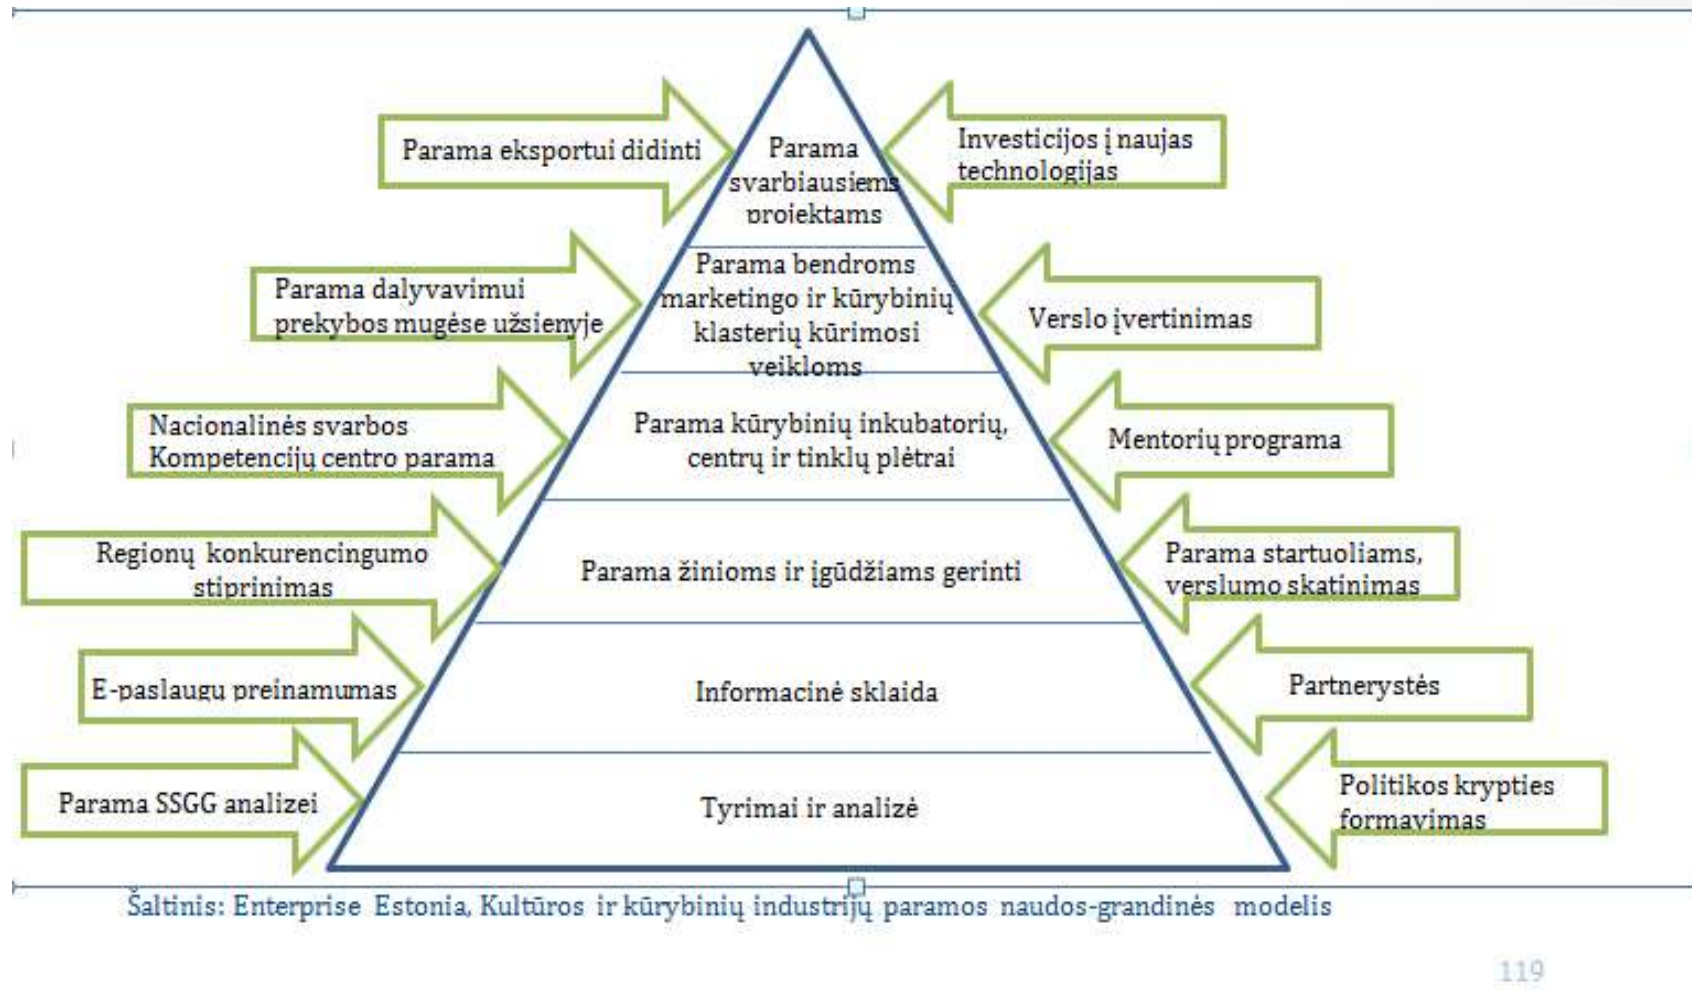 Parama eksportui didinti
Parama
svarbiausiems
projektams
Investicijos į naujas
technologijas
Parama dalyvavimui
prekybos mugėse užsienyje
Parama bendroms
marketingo ir kūrybinių
klasterių kūrimosi
veikloms
Verslo įvertinimas
Nacionalinės svarbos
Kompetencijų centro parama
Parama kūrybinių inkubatorių,
centrų ir tinklų plėtrai
Mentorių programa
Regionų konkurencingumo
stiprinimas
Parama žinioms ir įgūdžiams gerinti
Parama startuoliams,
verslumo skatinimas
E-paslaugų preinamumas
Informacinė sklaida
Partnerystės
Parama SSGG analizei
Tyrimai ir analizė
Politikos krypties
formavimas
Šaltinis: Enterprise Estonia, Kultūros ir kūrybinių industrijų paramos naudos-grandinės modelis
119